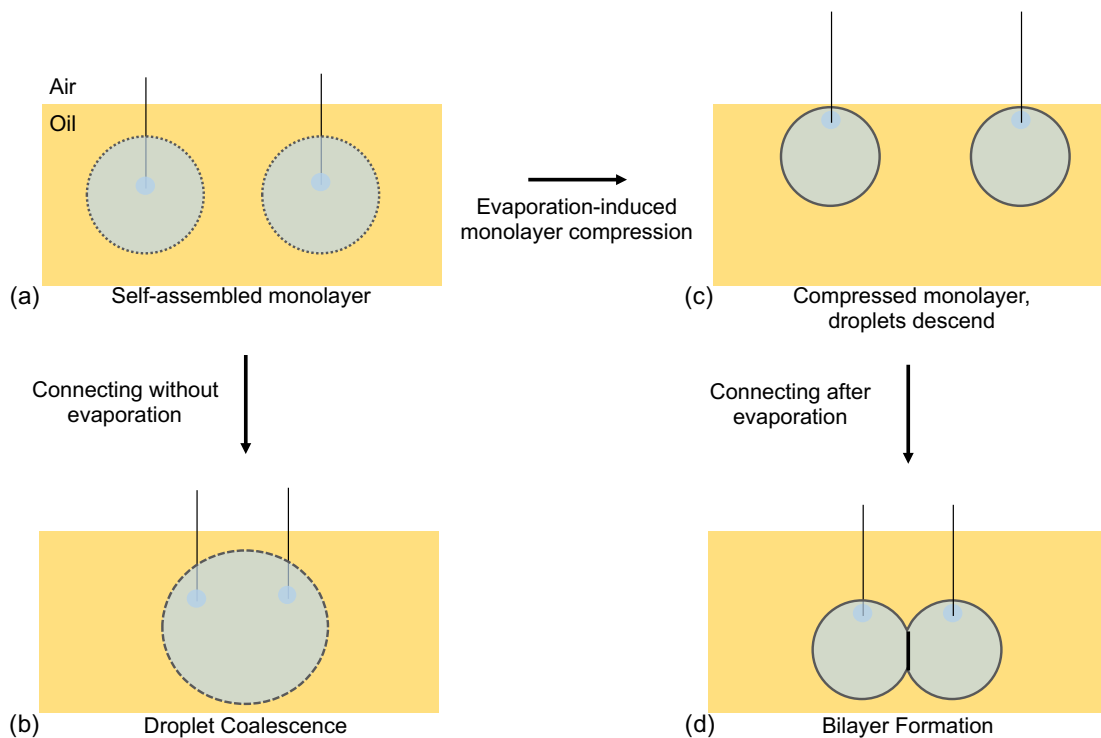 Air
Oil
(a)
Self-assembled monolayer
Evaporation-induced
monolayer compression
(c)
Compressed monolayer,
droplets descend
Connecting without
evaporation
Connecting after
evaporation
(b)
Droplet Coalescence
(d)
Bilayer Formation